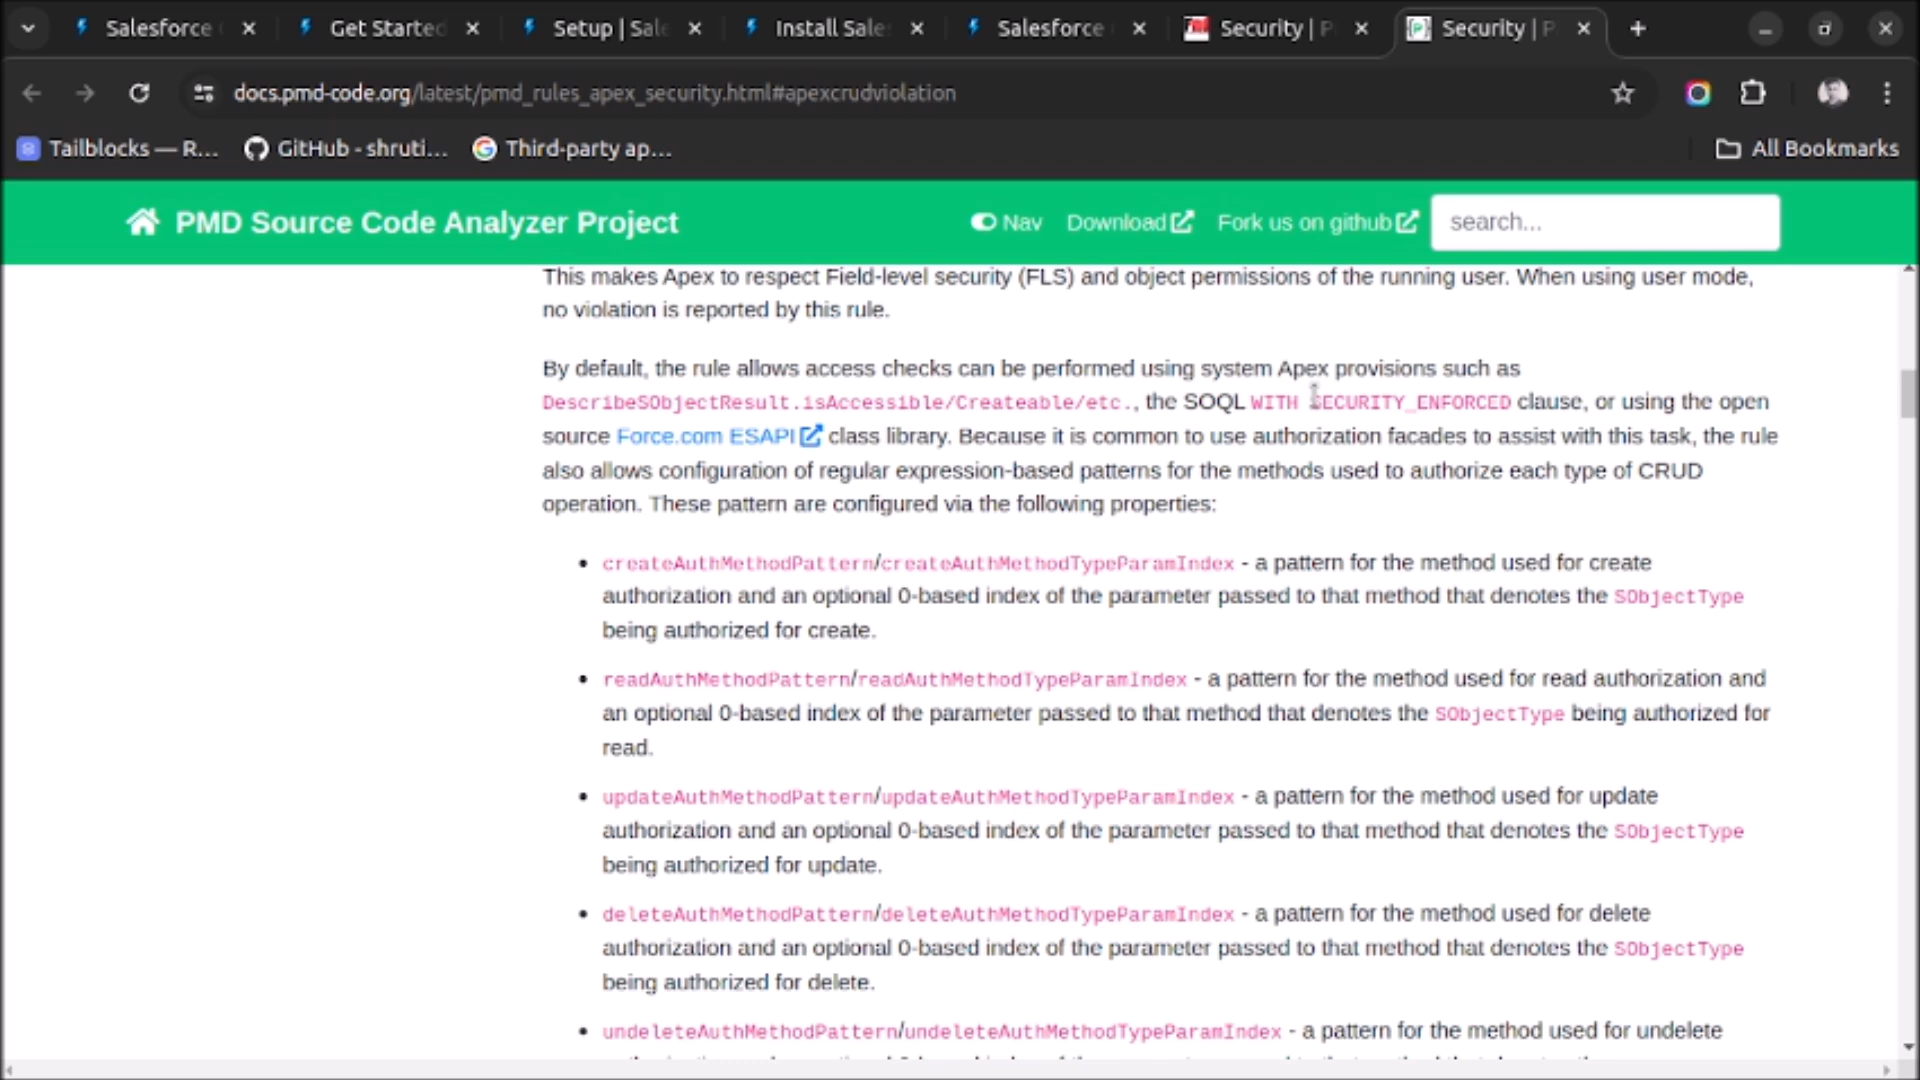 Salesforce
Get Started
Setup | Sale
Install Sale
Salesforce
Security | P
Security | P
docs.pmd-code.org/latest/pmd_rules_apex_security.html#apexcrudviolation
Tailblocks — R...
GitHub - shruti...
Third-party ap...
All Bookmarks
PMD Source Code Analyzer Project
Nav
Download
Fork us on github
search...
This makes Apex to respect Field-level security (FLS) and object permissions of the running user. When using user mode,
no violation is reported by this rule.
By default, the rule allows access checks can be performed using system Apex provisions such as
DescribeSObjectResult.isAccessible/Createable/etc., the SOQL WITH SECURITY_ENFORCED clause, or using the open
source Force.com ESAPI class library. Because it is common to use authorization facades to assist with this task, the rule
also allows configuration of regular expression-based patterns for the methods used to authorize each type of CRUD
operation. These pattern are configured via the following properties:
• createAuthMethodPattern/createAuthMethodTypeParamIndex - a pattern for the method used for create
authorization and an optional 0-based index of the parameter passed to that method that denotes the SObjectType
being authorized for create.
• readAuthMethodPattern/readAuthMethodTypeParamIndex - a pattern for the method used for read authorization and
an optional 0-based index of the parameter passed to that method that denotes the SObjectType being authorized for
read.
• updateAuthMethodPattern/updateAuthMethodTypeParamIndex - a pattern for the method used for update
authorization and an optional 0-based index of the parameter passed to that method that denotes the SObjectType
being authorized for update.
• deleteAuthMethodPattern/deleteAuthMethodTypeParamIndex - a pattern for the method used for delete
authorization and an optional 0-based index of the parameter passed to that method that denotes the SObjectType
being authorized for delete.
• undeleteAuthMethodPattern/undeleteAuthMethodTypeParamIndex - a pattern for the method used for undelete